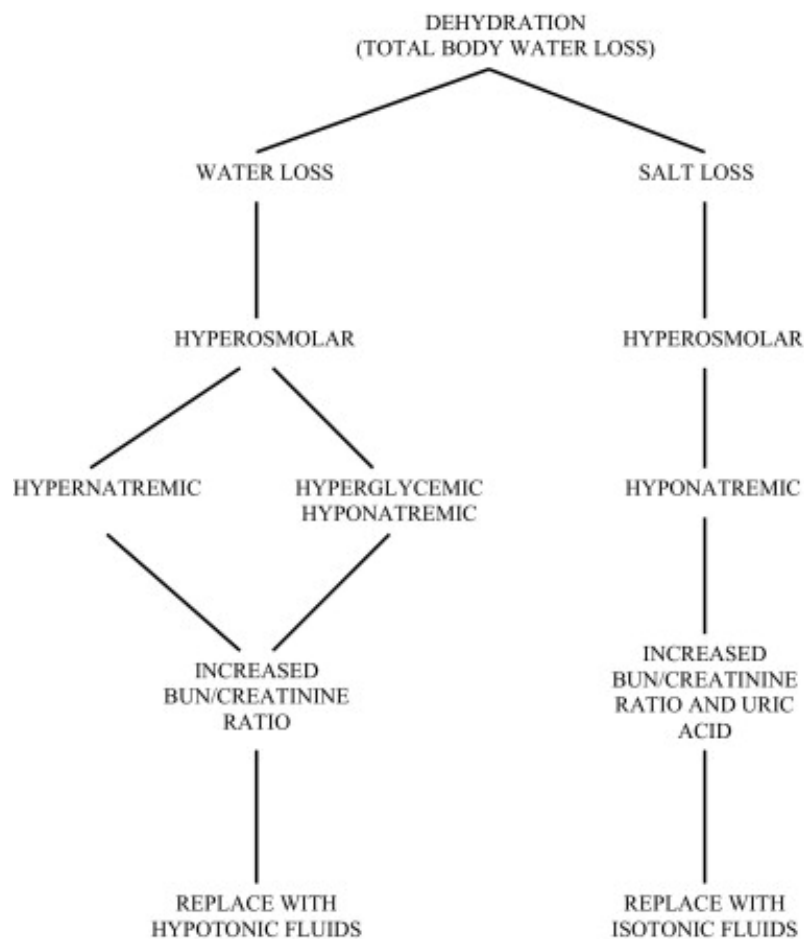 DEHYDRATION
(TOTAL BODY WATER LOSS)
WATER LOSS
SALT LOSS
HYPEROSMOLAR
HYPEROSMOLAR
HYPERNATREMIC
HYPERGLYCEMIC
HYPONATREMIC
HYPONATREMIC
INCREASED
BUN/CREATININE
RATIO
INCREASED
BUN/CREATININE
RATIO AND URIC
ACID
REPLACE WITH
HYPOTONIC FLUIDS
REPLACE WITH
ISOTONIC FLUIDS